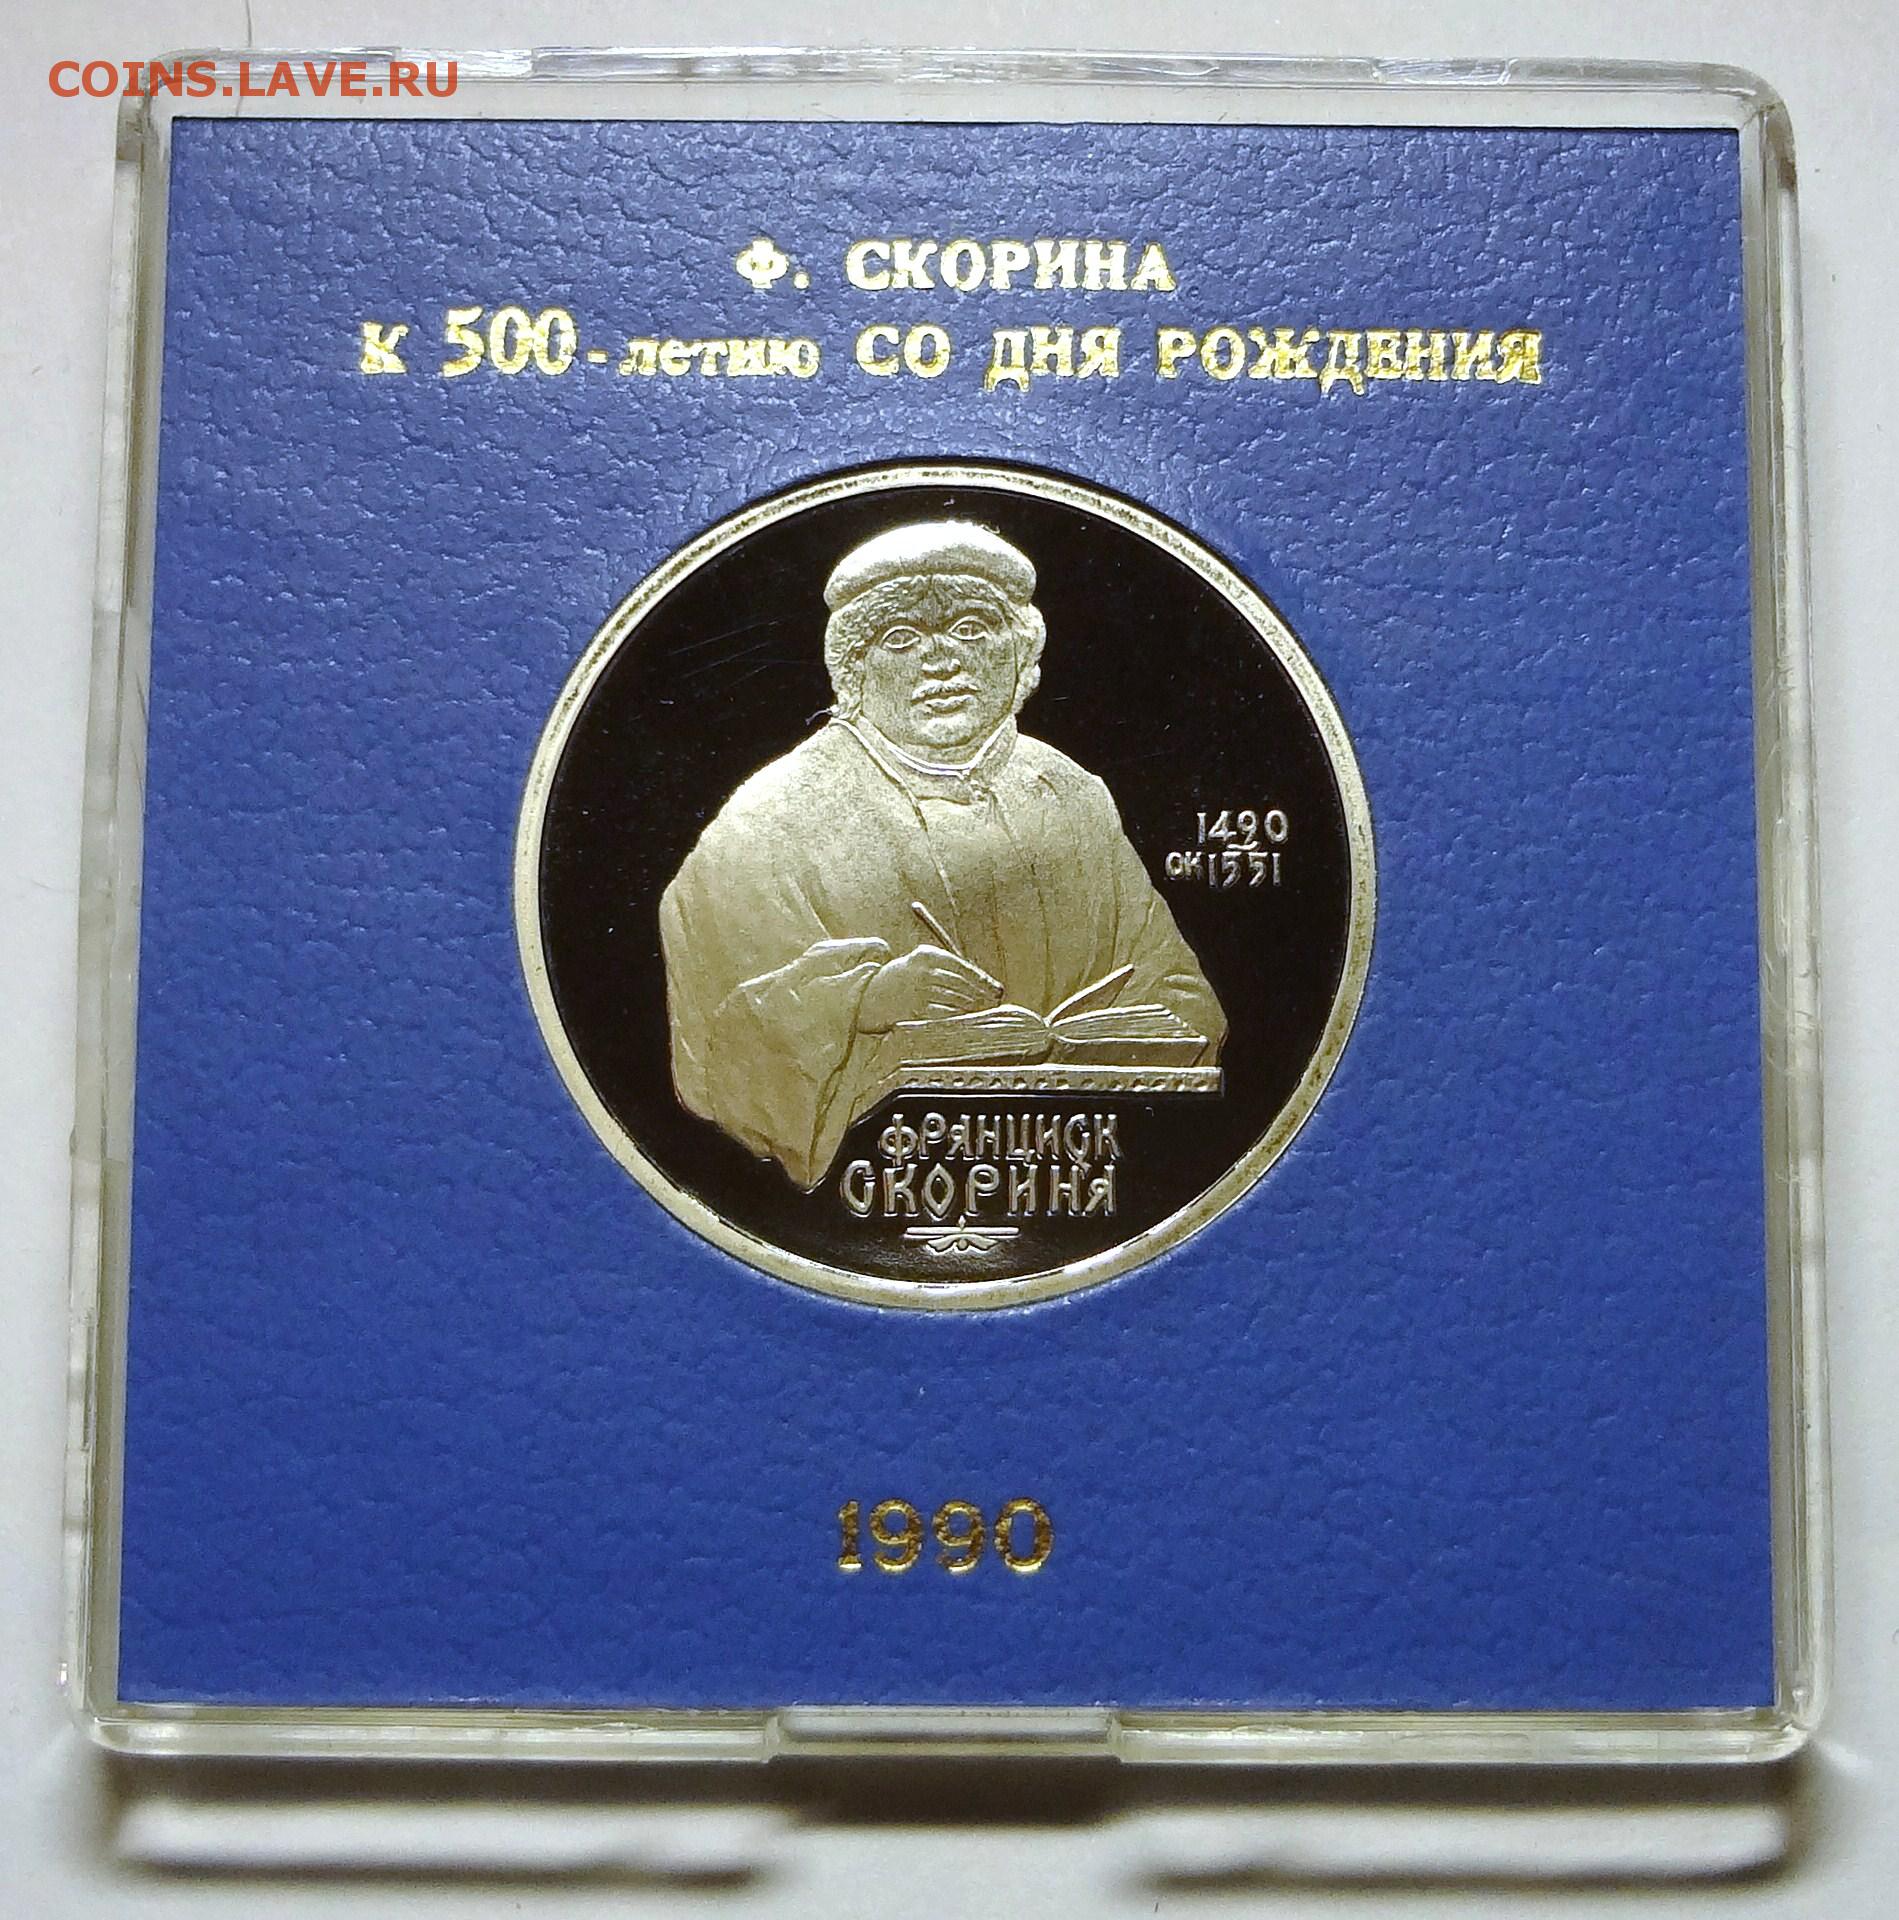 COINS.LAVE.RU
Ф. СКОРИНА
К 500-летию СО ДНЯ РОЖДЕНИЯ
1490
ОК 1551
ФРАНЦИСК
СКОРИНА
1990